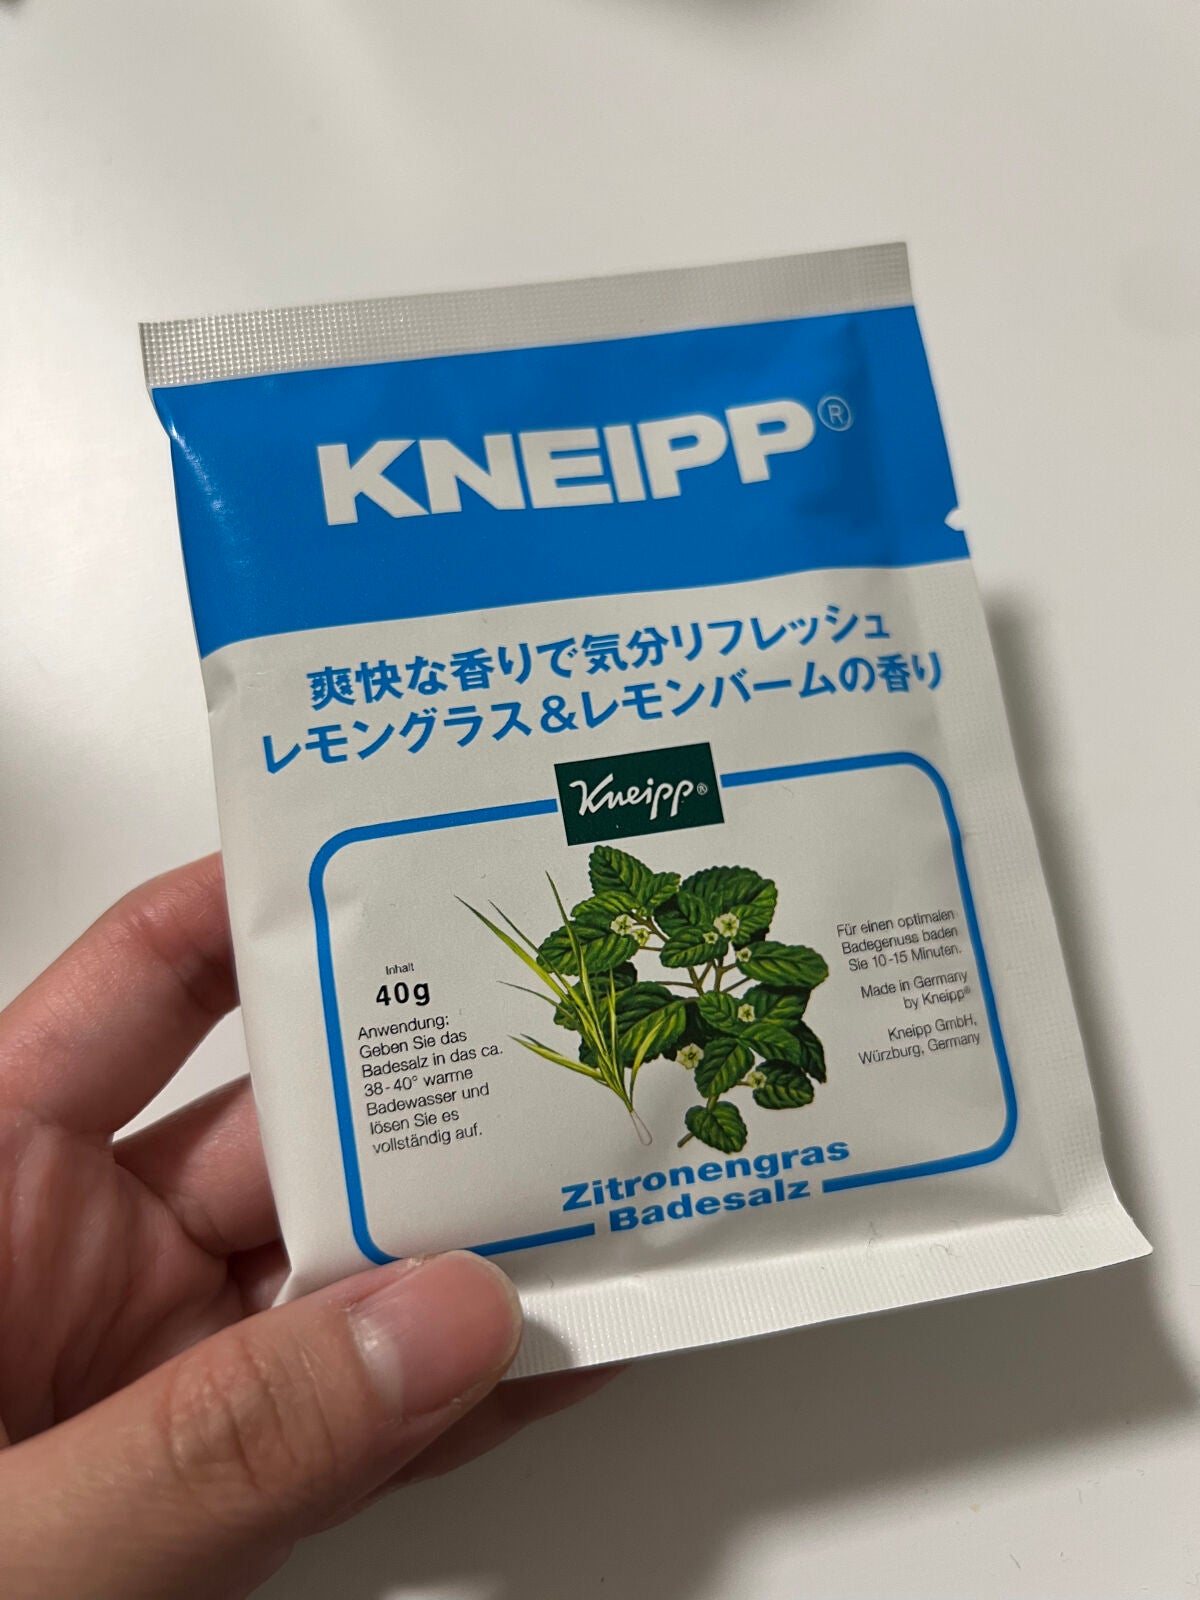 KNEIPP®
爽快な香りで気分リフレッシュ
レモングラス&レモンバームの香り
Kneipp®
Inhalt
40g
Anwendung:
Geben Sie das
Badesalz in das ca.
38-40° warme
Badewasser und
lösen Sie es
vollständig auf.
Für einen optimalen
Badegenuss baden
Sie 10-15 Minuten.
Made in Germany
by Kneipp®
Kneipp GmbH,
Würzburg, Germany
Zitronengras
Badesalz